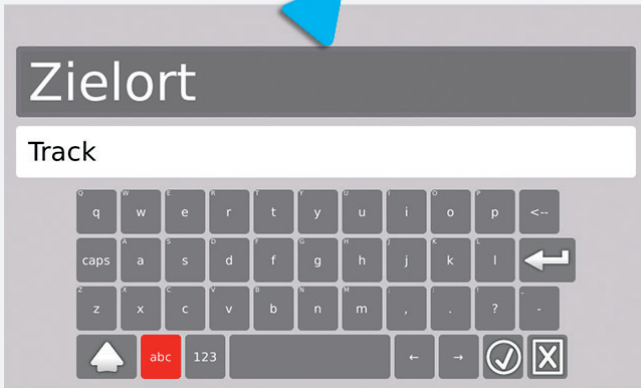 Zielort
Track
q w e r t y u i o p <--
caps a s d f g h j k l
z x c v b n m , . ? -
abc 123 ← →